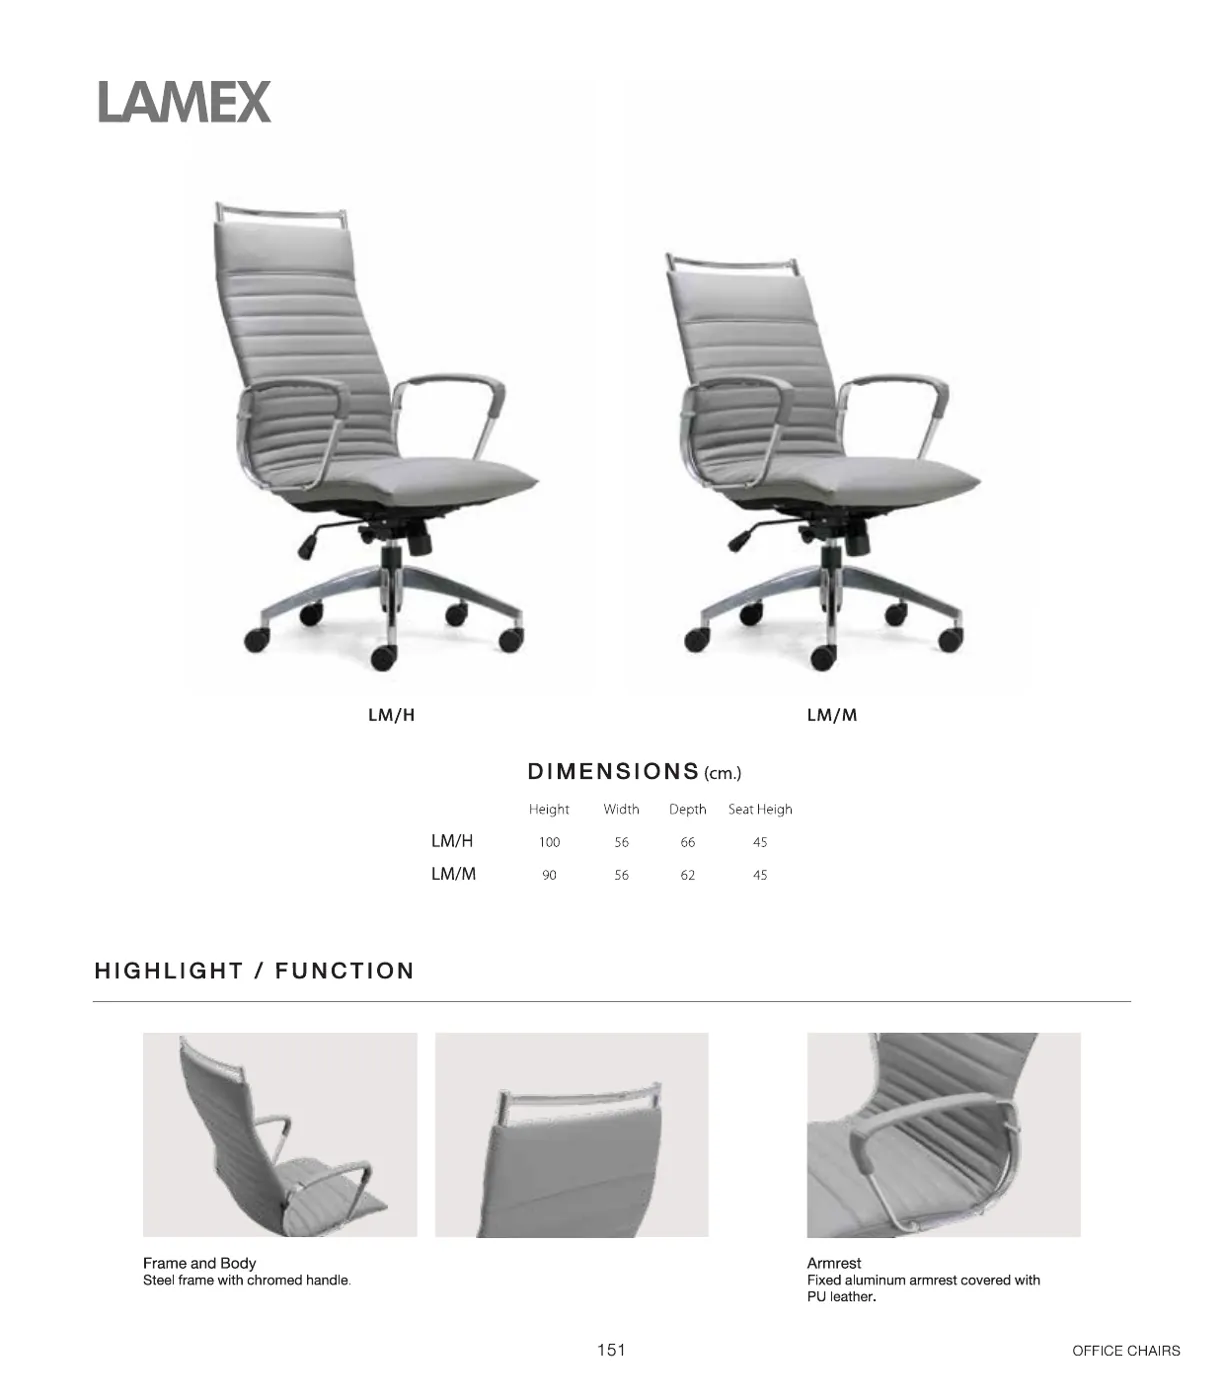 LAMEX
LM/H
LM/M
DIMENSIONS (cm.)
Height Width Depth Seat Heigh
LM/H 100 56 66 45
LM/M 90 56 62 45
HIGHLIGHT / FUNCTION
Frame and Body
Steel frame with chromed handle.
Armrest
Fixed aluminum armrest covered with
PU leather.
151
OFFICE CHAIRS